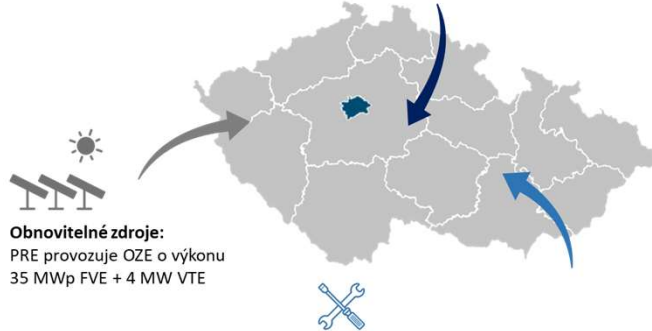 Obnovitelné zdroje:
PRE provozuje OZE o výkonu
35 MWp FVE + 4 MW VTE